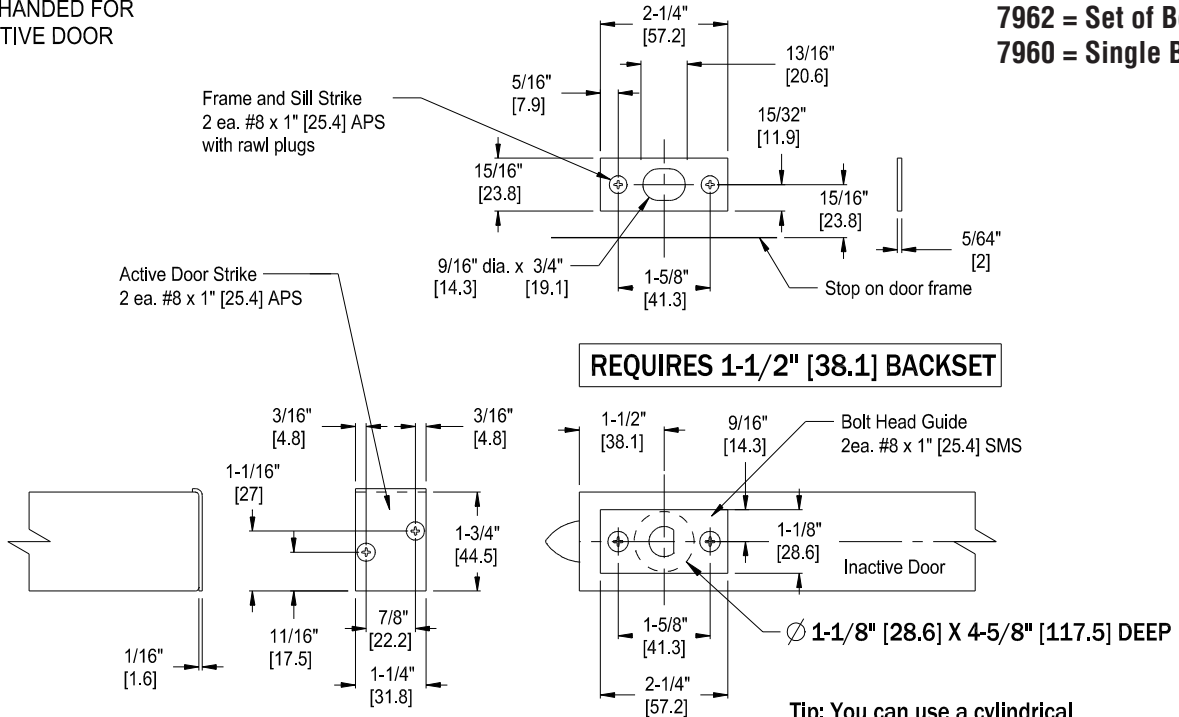 HANDED FOR
TIVE DOOR
7962 = Set of B
7960 = Single B
2-1/4"
[57.2]
13/16"
[20.6]
5/16"
[7.9]
Frame and Sill Strike
2 ea. #8 x 1" [25.4] APS
with rawl plugs
15/32"
[11.9]
15/16"
[23.8]
15/16"
[23.8]
5/64"
[2]
9/16" dia. x 3/4"
[14.3] [19.1]
1-5/8"
[41.3]
Stop on door frame
Active Door Strike
2 ea. #8 x 1" [25.4] APS
REQUIRES 1-1/2" [38.1] BACKSET
3/16"
[4.8]
3/16"
[4.8]
1-1/2"
[38.1]
9/16"
[14.3]
Bolt Head Guide
2ea. #8 x 1" [25.4] SMS
1-1/16"
[27]
1-3/4"
[44.5]
1-1/8"
[28.6]
Inactive Door
7/8"
[22.2]
11/16"
[17.5]
1-5/8"
[41.3]
∅ 1-1/8" [28.6] X 4-5/8" [117.5] DEEP
1/16"
[1.6]
1-1/4"
[31.8]
2-1/4"
[57.2]
Tip: You can use a cylindrical